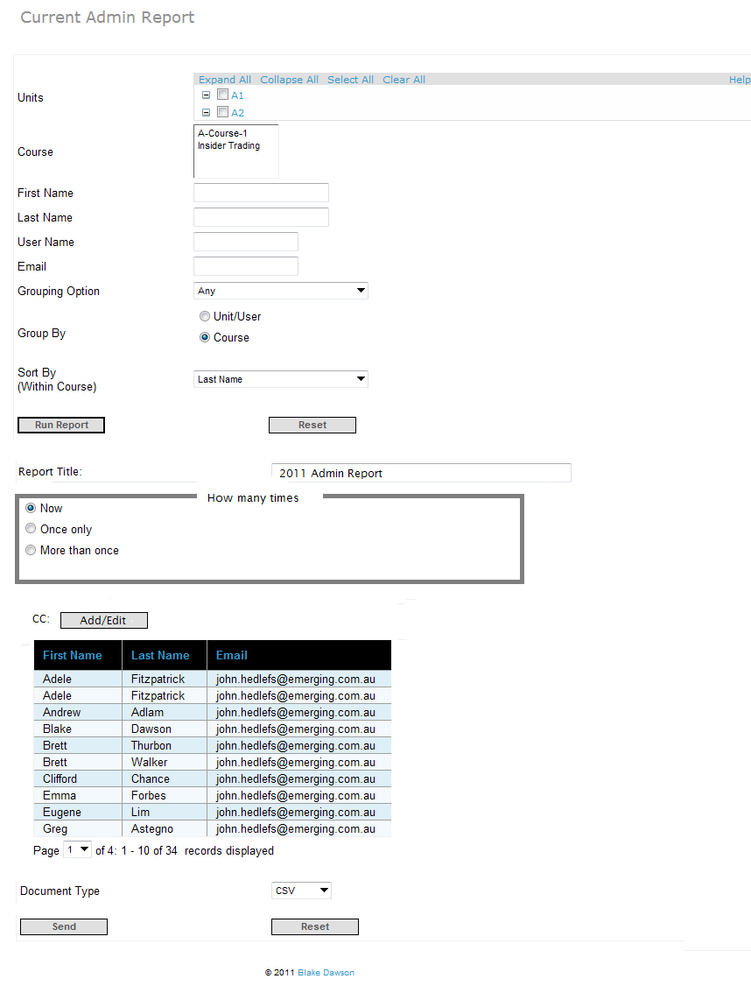 Current Admin Report
Expand All Collapse All Select All Clear All Help
Units
A1
A2
Course
A-Course-1
Insider Trading
First Name
Last Name
User Name
Email
Grouping Option Any
Group By
Unit/User
Course
Sort By
(Within Course)
Last Name
Run Report Reset
Report Title: 2011 Admin Report
How many times
Now
Once only
More than once
CC: Add/Edit
First Name Last Name Email
Adele Fitzpatrick john.hedlefs@emerging.com.au
Adele Fitzpatrick john.hedlefs@emerging.com.au
Andrew Adlam john.hedlefs@emerging.com.au
Blake Dawson john.hedlefs@emerging.com.au
Brett Thurbon john.hedlefs@emerging.com.au
Brett Walker john.hedlefs@emerging.com.au
Clifford Chance john.hedlefs@emerging.com.au
Emma Forbes john.hedlefs@emerging.com.au
Eugene Lim john.hedlefs@emerging.com.au
Greg Astegno john.hedlefs@emerging.com.au
Page 1 of 4: 1 - 10 of 34 records displayed
Document Type CSV
Send Reset
© 2011 Blake Dawson